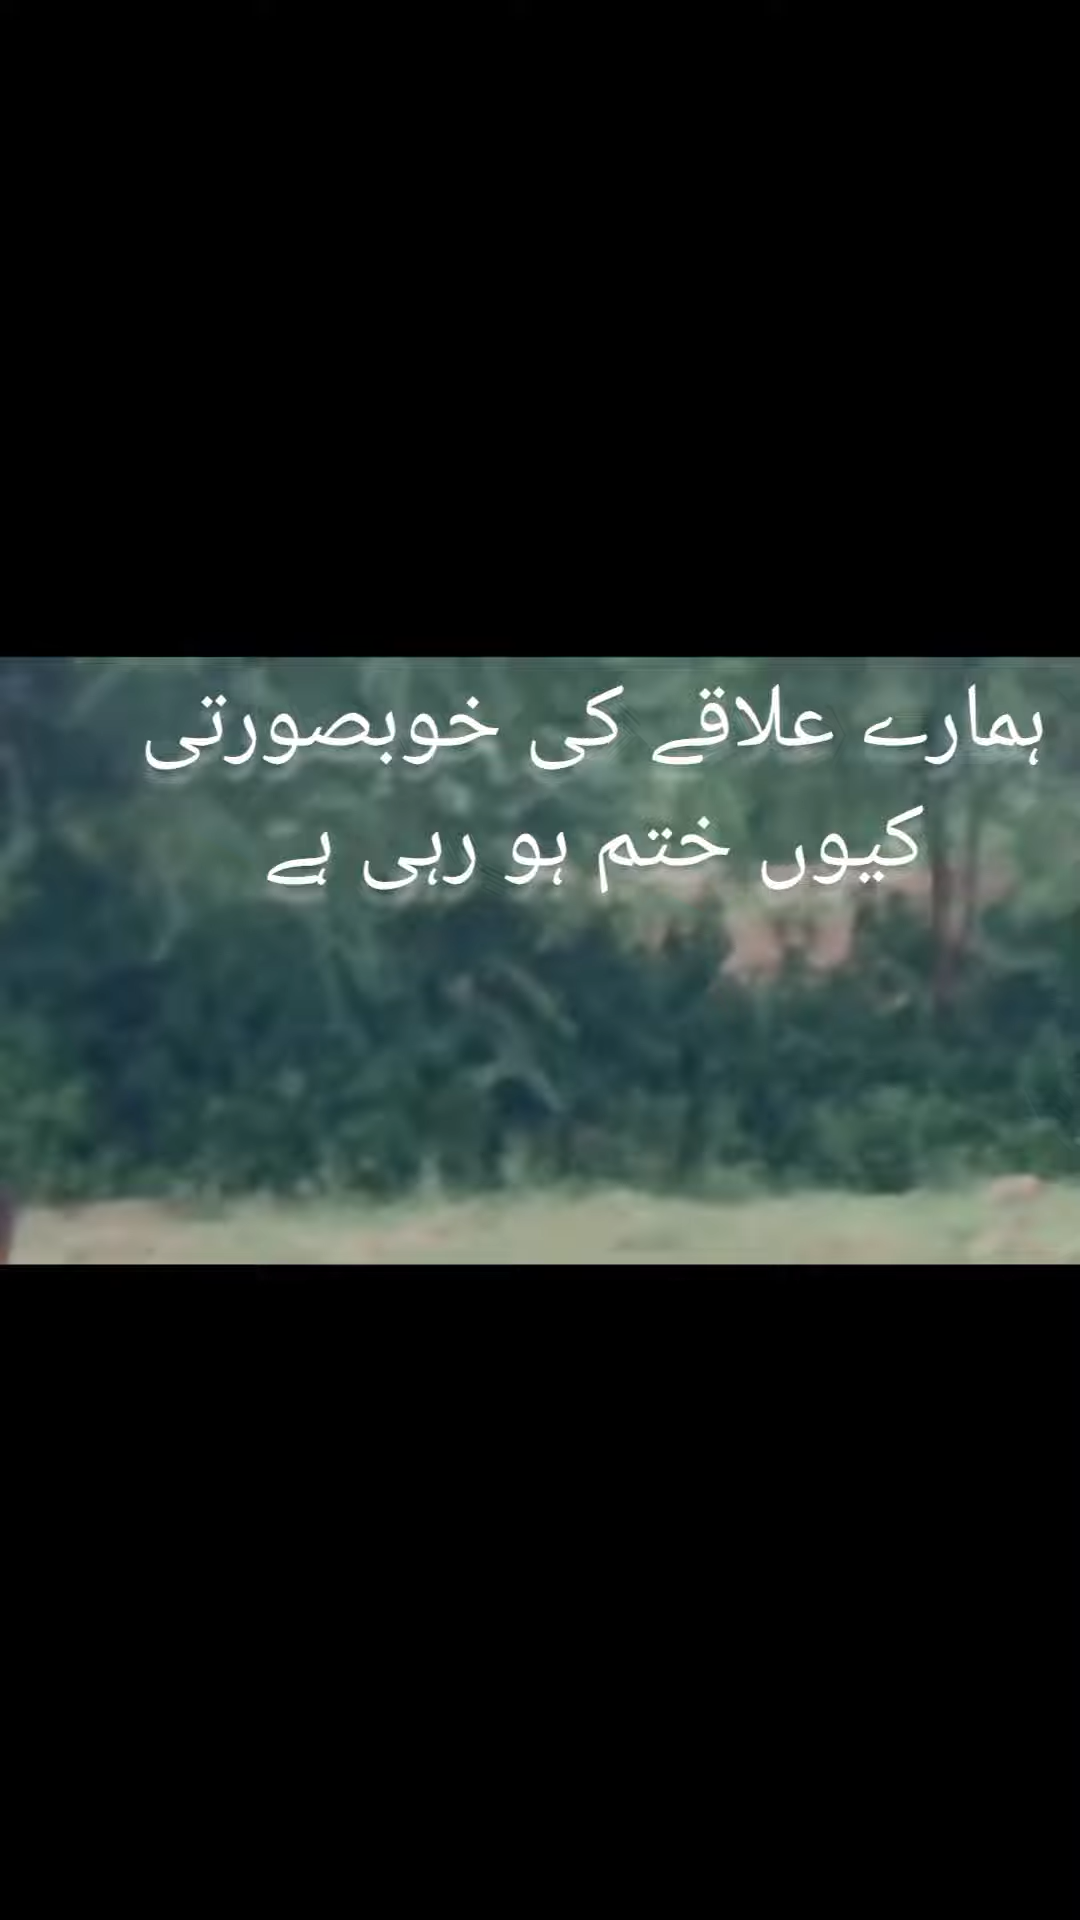 ہمارے علاقے کی خوبصورتی
کیوں ختم ہو رہی ہے